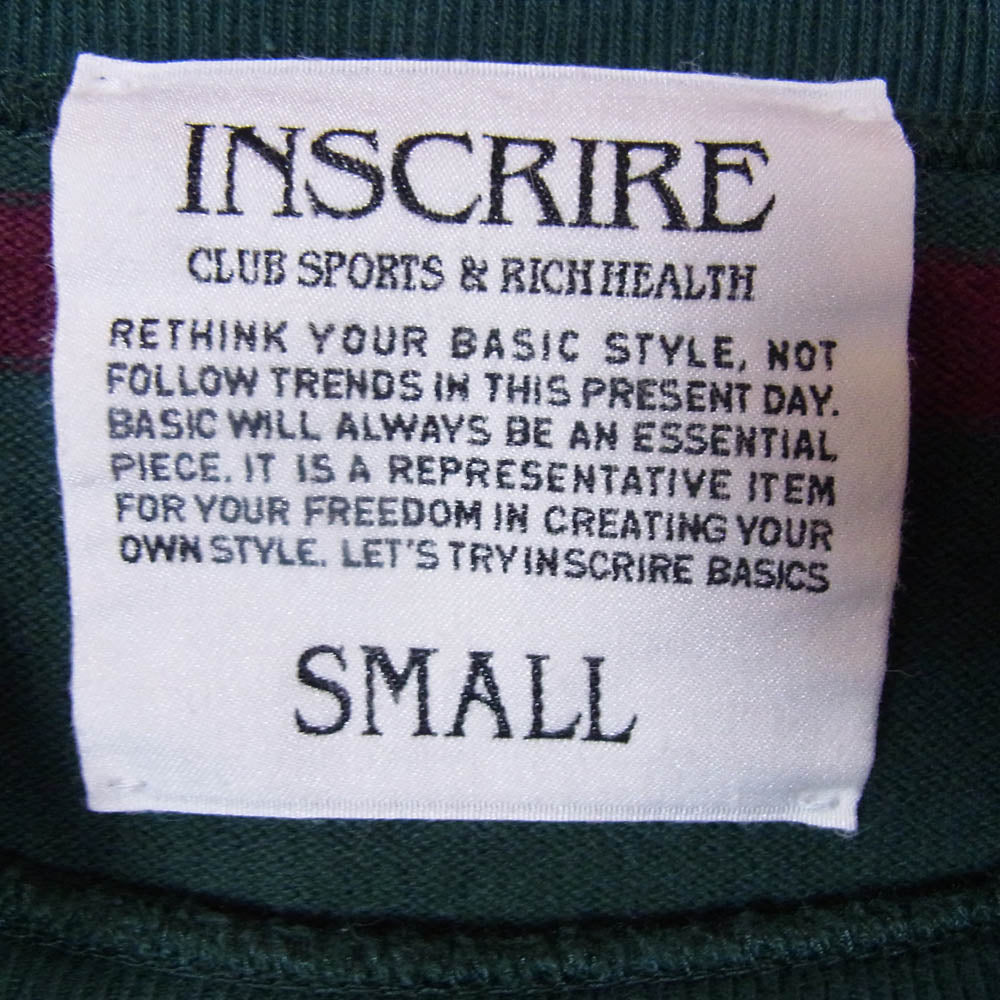 INSCRIRE
CLUB SPORTS & RICH HEALTH
RETHINK YOUR BASIC STYLE, NOT
FOLLOW TRENDS IN THIS PRESENT DAY.
BASIC WILL ALWAYS BE AN ESSENTIAL
PIECE. IT IS A REPRESENTATIVE ITEM
FOR YOUR FREEDOM IN CREATING YOUR
OWN STYLE. LET'S TRY INSCRIRE BASICS
SMALL